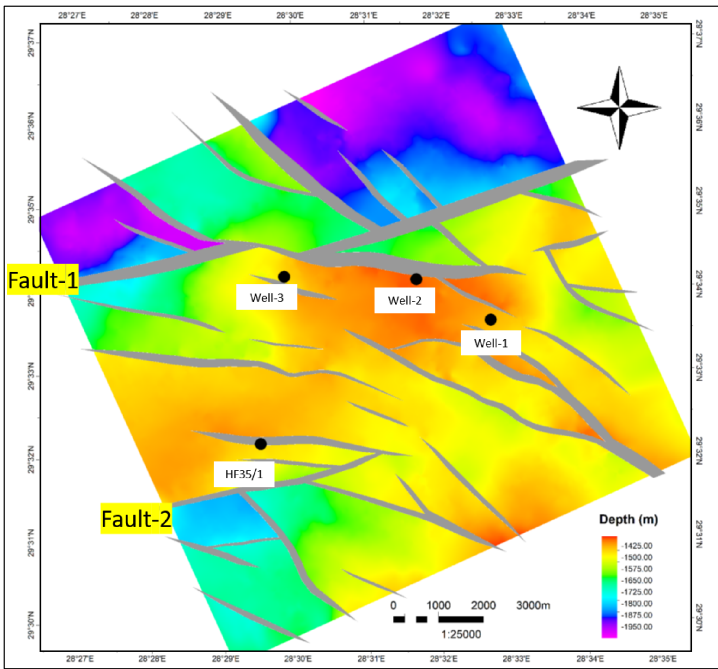 28°27'E 28°28'E 28°29'E 28°30'E 28°31'E 28°32'E 28°33'E 28°34'E 28°35'E
29°37'N 29°37'N
29°36'N 29°36'N
29°35'N 29°35'N
Fault-1
29°34'N
Well-3
Well-2
Well-1
29°33'N 29°33'N
29°32'N 29°32'N
HF35/1
Fault-2
29°31'N 29°31'N
Depth (m)
-1425.00
-1500.00
-1575.00
-1650.00
-1725.00
-1800.00
-1875.00
-1950.00
0 1000 2000 3000m
1:25000
29°30'N 29°30'N
28°27'E 28°28'E 28°29'E 28°30'E 28°31'E 28°32'E 28°33'E 28°34'E 28°35'E